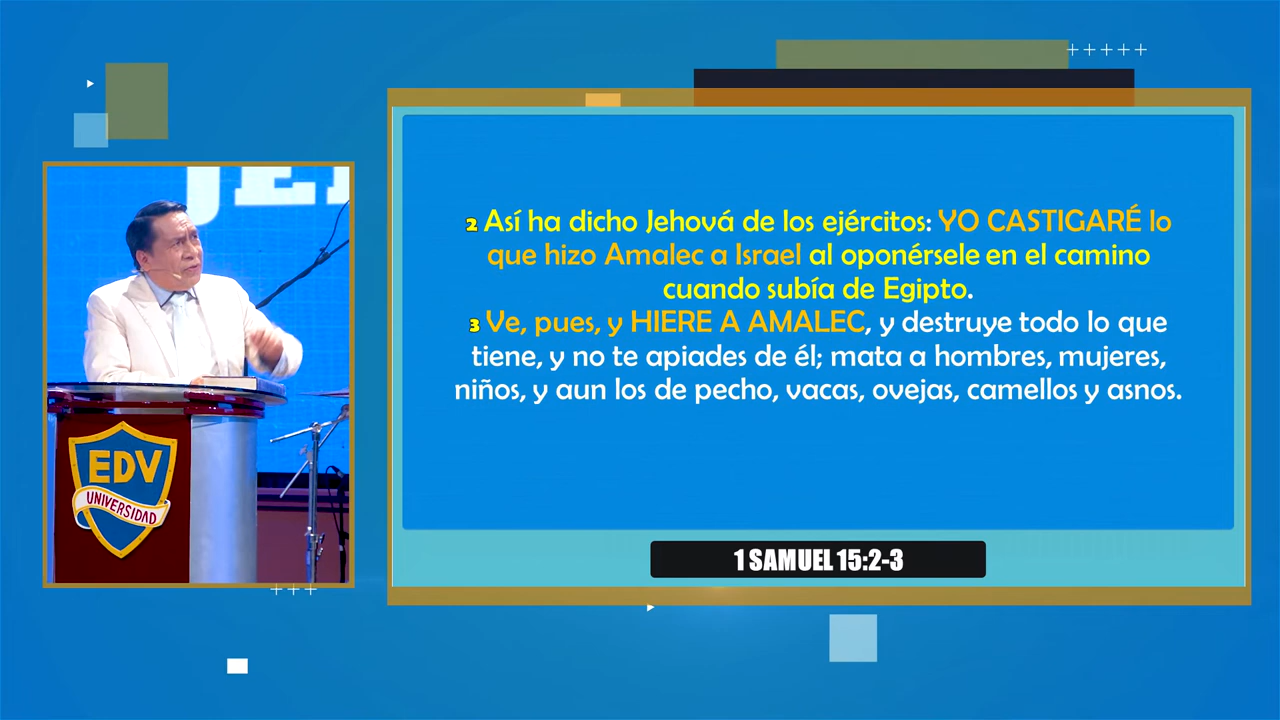 JEH
EDV
UNIVERSIDAD
2 Así ha dicho Jehová de los ejércitos: YO CASTIGARÉ lo
que hizo Amalec a Israel al oponérsele en el camino
cuando subía de Egipto.
3 Ve, pues, y HIERE A AMALEC, y destruye todo lo que
tiene, y no te apiades de él; mata a hombres, mujeres,
niños, y aun los de pecho, vacas, ovejas, camellos y asnos.
1 SAMUEL 15:2-3